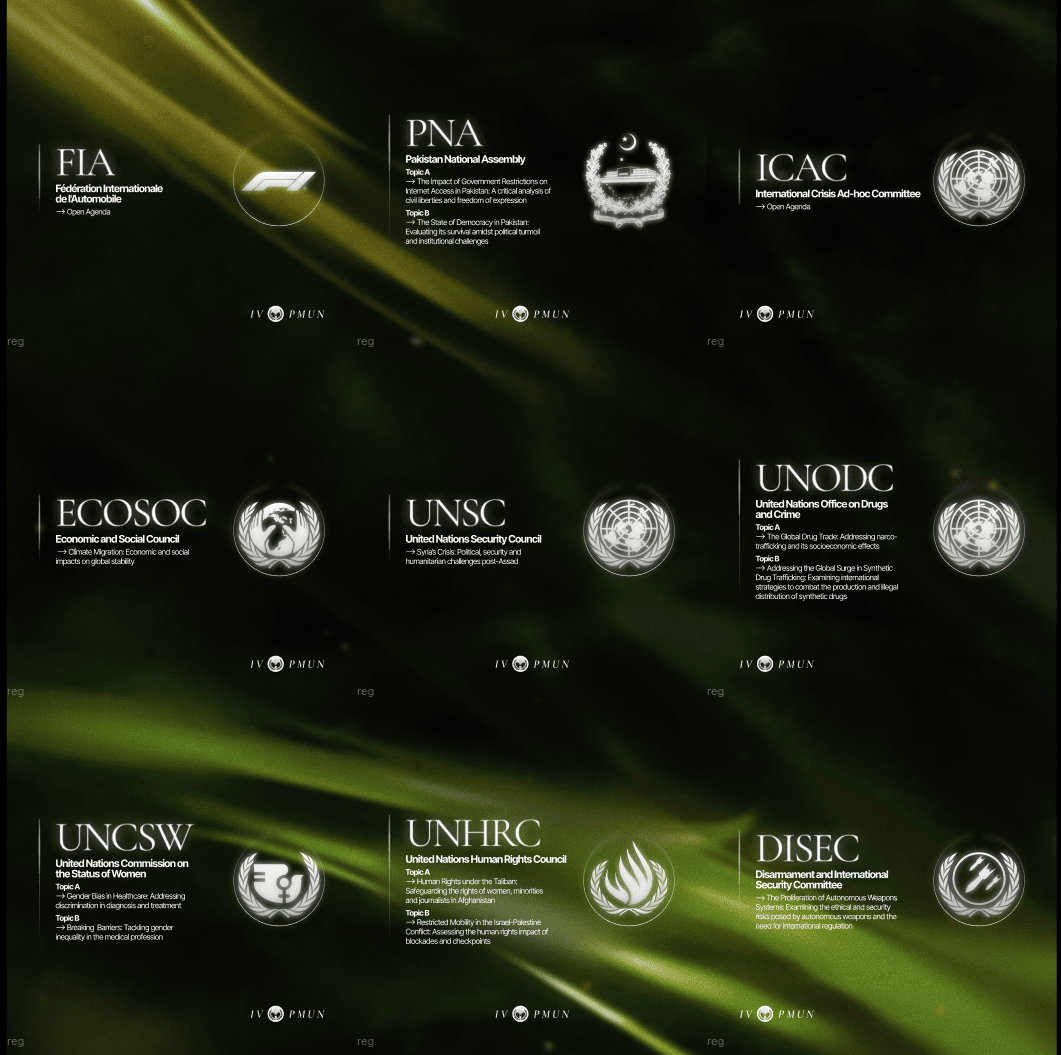 FIA
Fédération Internationale
de l'Automobile
→ Open Agenda
IV PMUN
reg
PNA
Pakistan National Assembly
Topic A
→ The Impact of Government Restrictions on
Internet Access in Pakistan: A critical analysis of
civil liberties and freedom of expression
Topic B
→ The State of Democracy in Pakistan:
Evaluating its survival amidst political turmoil
and institutional challenges
IV PMUN
reg
ICAC
International Crisis Ad-hoc Committee
→ Open Agenda
IV PMUN
reg
ECOSOC
Economic and Social Council
→ Climate Migration: Economic and social
impacts on global stability
IV PMUN
reg
UNSC
United Nations Security Council
→ Syria's Crisis: Political, security and
humanitarian challenges post-Assad
IV PMUN
reg
UNODC
United Nations Office on Drugs
and Crime
Topic A
→ The Global Drug Trade: Addressing narco-
trafficking and its socioeconomic effects
Topic B
→ Addressing the Global Surge in Synthetic
Drug Trafficking: Examining international
strategies to combat the production and illegal
distribution of synthetic drugs
IV PMUN
reg
UNCSW
United Nations Commission on
the Status of Women
Topic A
→ Gender Bias in Healthcare: Addressing
discrimination in diagnosis and treatment
Topic B
→ Breaking Barriers: Tackling gender
inequality in the medical profession
IV PMUN
reg
UNHRC
United Nations Human Rights Council
Topic A
→ Human Rights under the Taliban:
Safeguarding the rights of women, minorities
and journalists in Afghanistan
Topic B
→ Restricted Mobility in the Israel-Palestine
Conflict: Assessing the human rights impact of
blockades and checkpoints
IV PMUN
reg
DISEC
Disarmament and International
Security Committee
→ The Proliferation of Autonomous Weapons
Systems: Examining the ethical and security
risks posed by autonomous weapons and the
need for international regulation
IV PMUN
reg